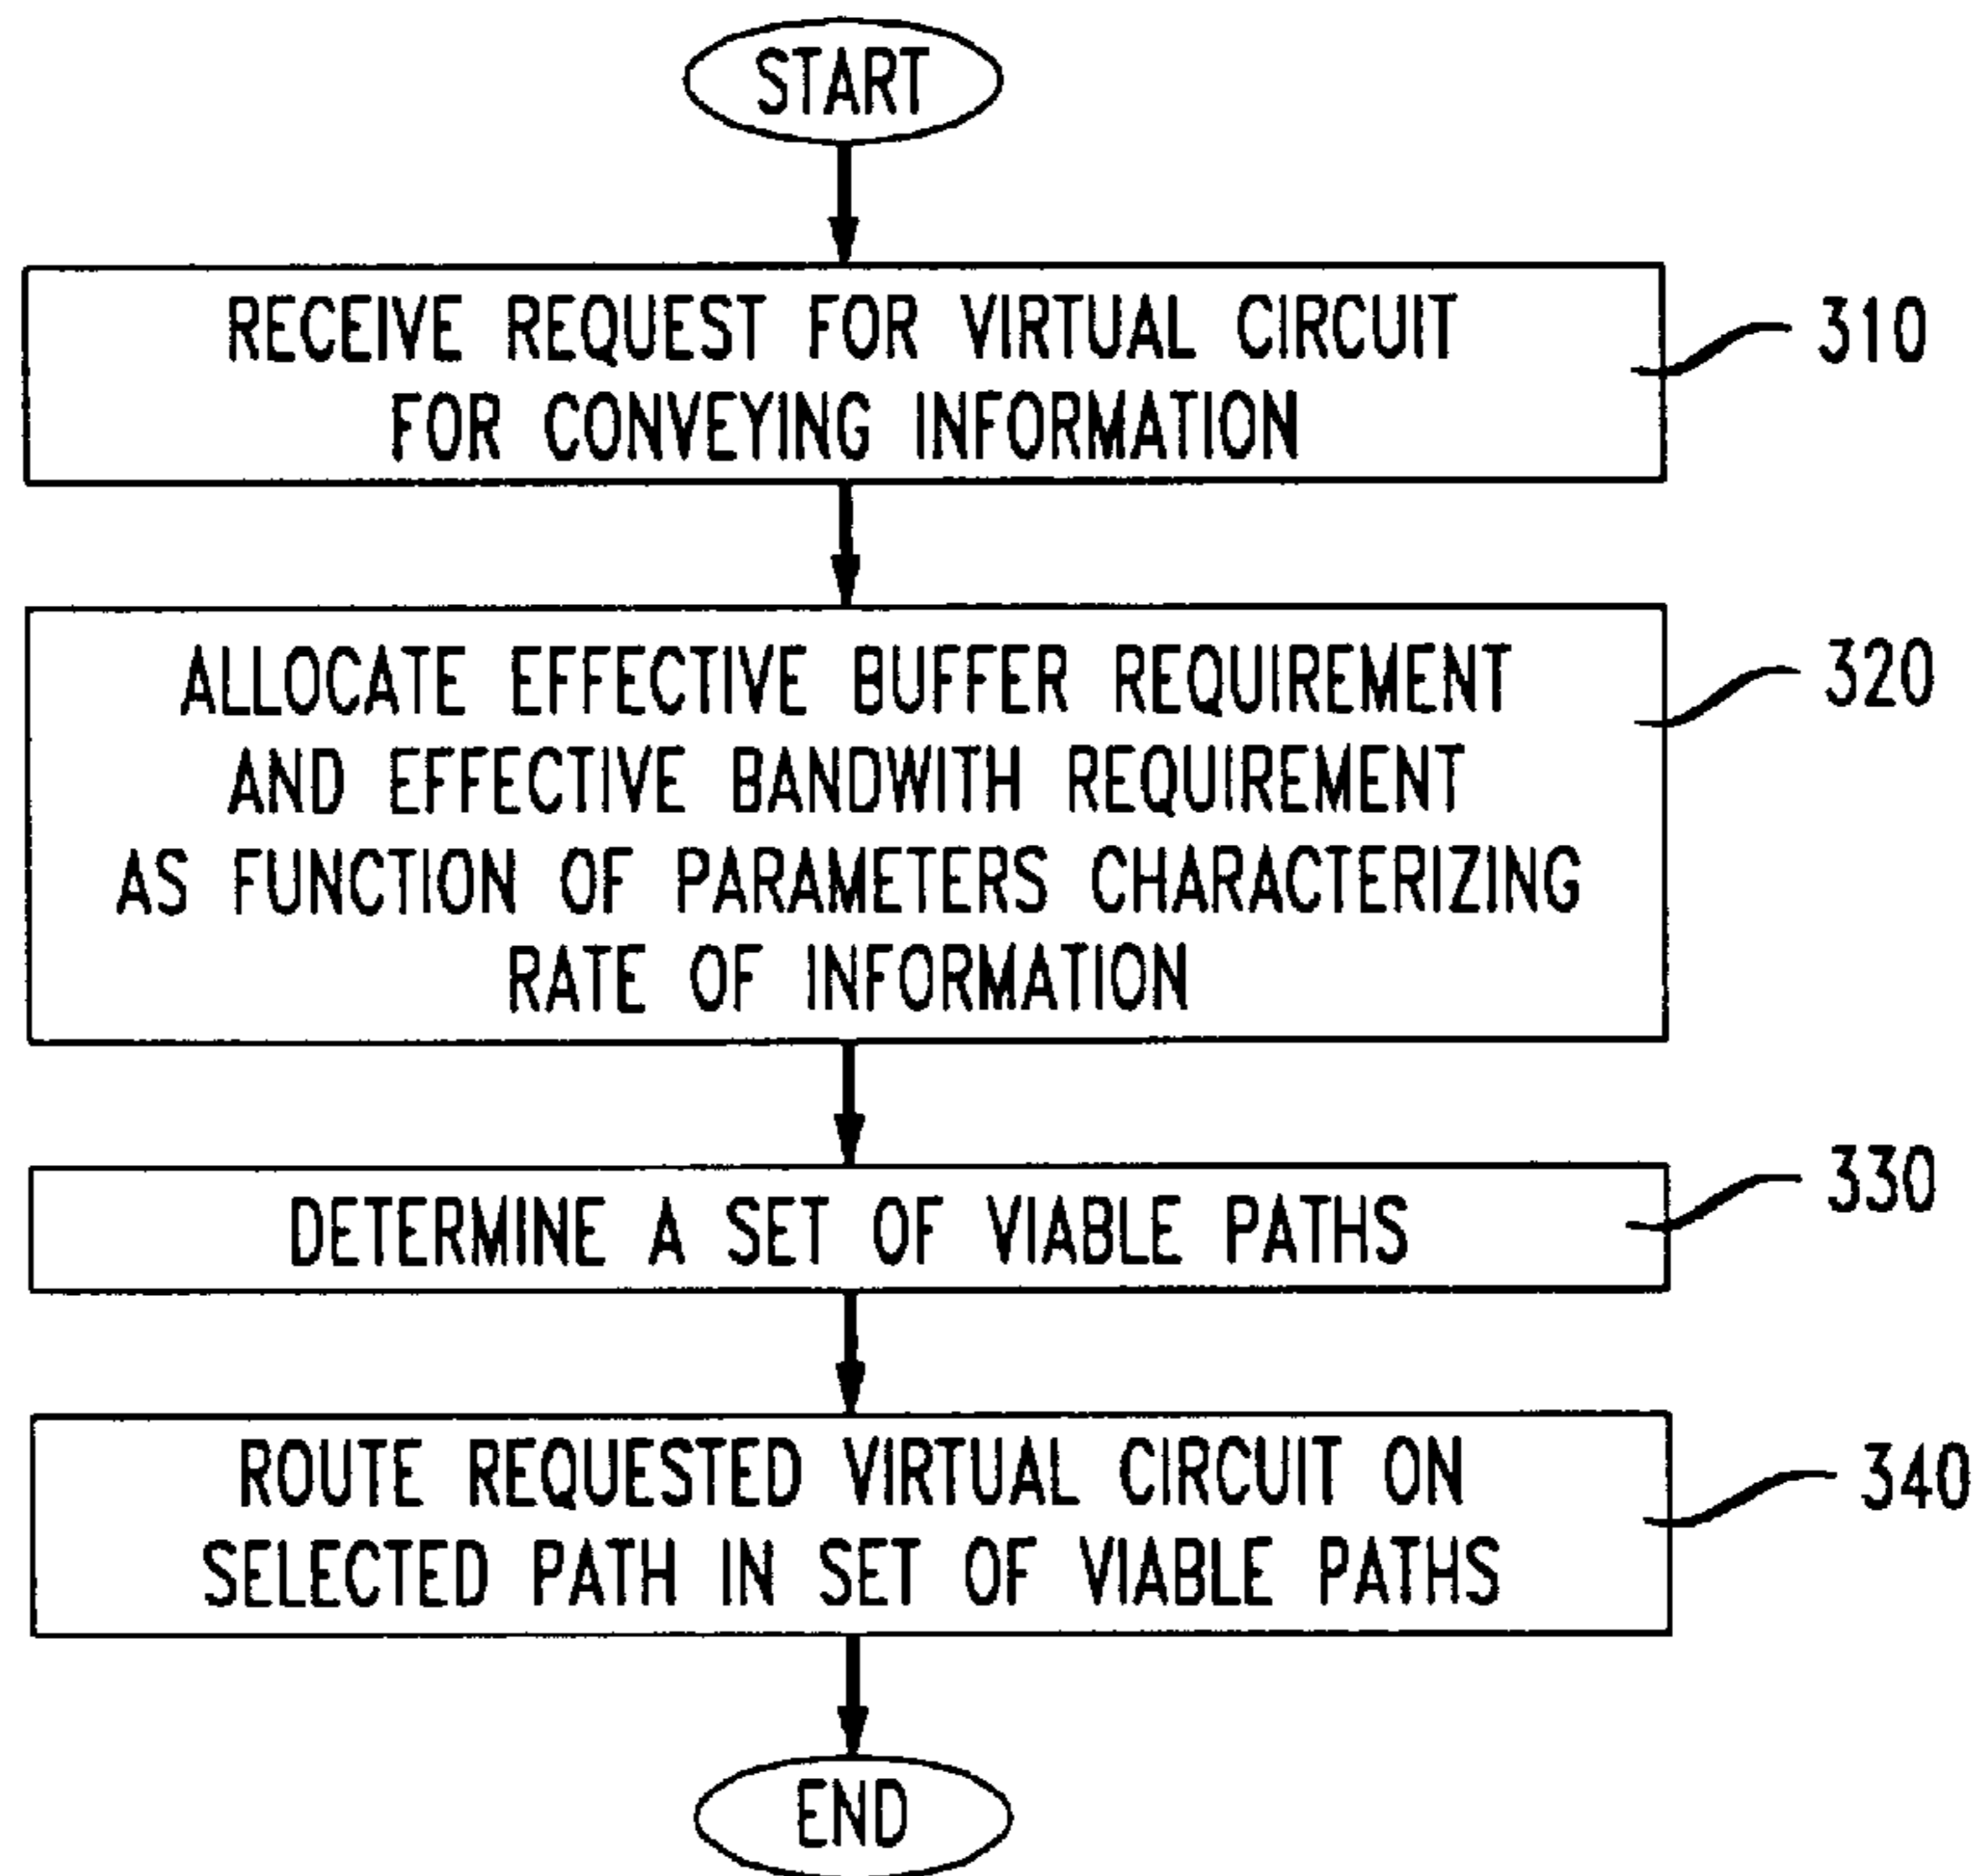 START
RECEIVE REQUEST FOR VIRTUAL CIRCUIT
FOR CONVEYING INFORMATION
310
ALLOCATE EFFECTIVE BUFFER REQUIREMENT
AND EFFECTIVE BANDWITH REQUIREMENT
AS FUNCTION OF PARAMETERS CHARACTERIZING
RATE OF INFORMATION
320
DETERMINE A SET OF VIABLE PATHS
330
ROUTE REQUESTED VIRTUAL CIRCUIT ON
SELECTED PATH IN SET OF VIABLE PATHS
340
END